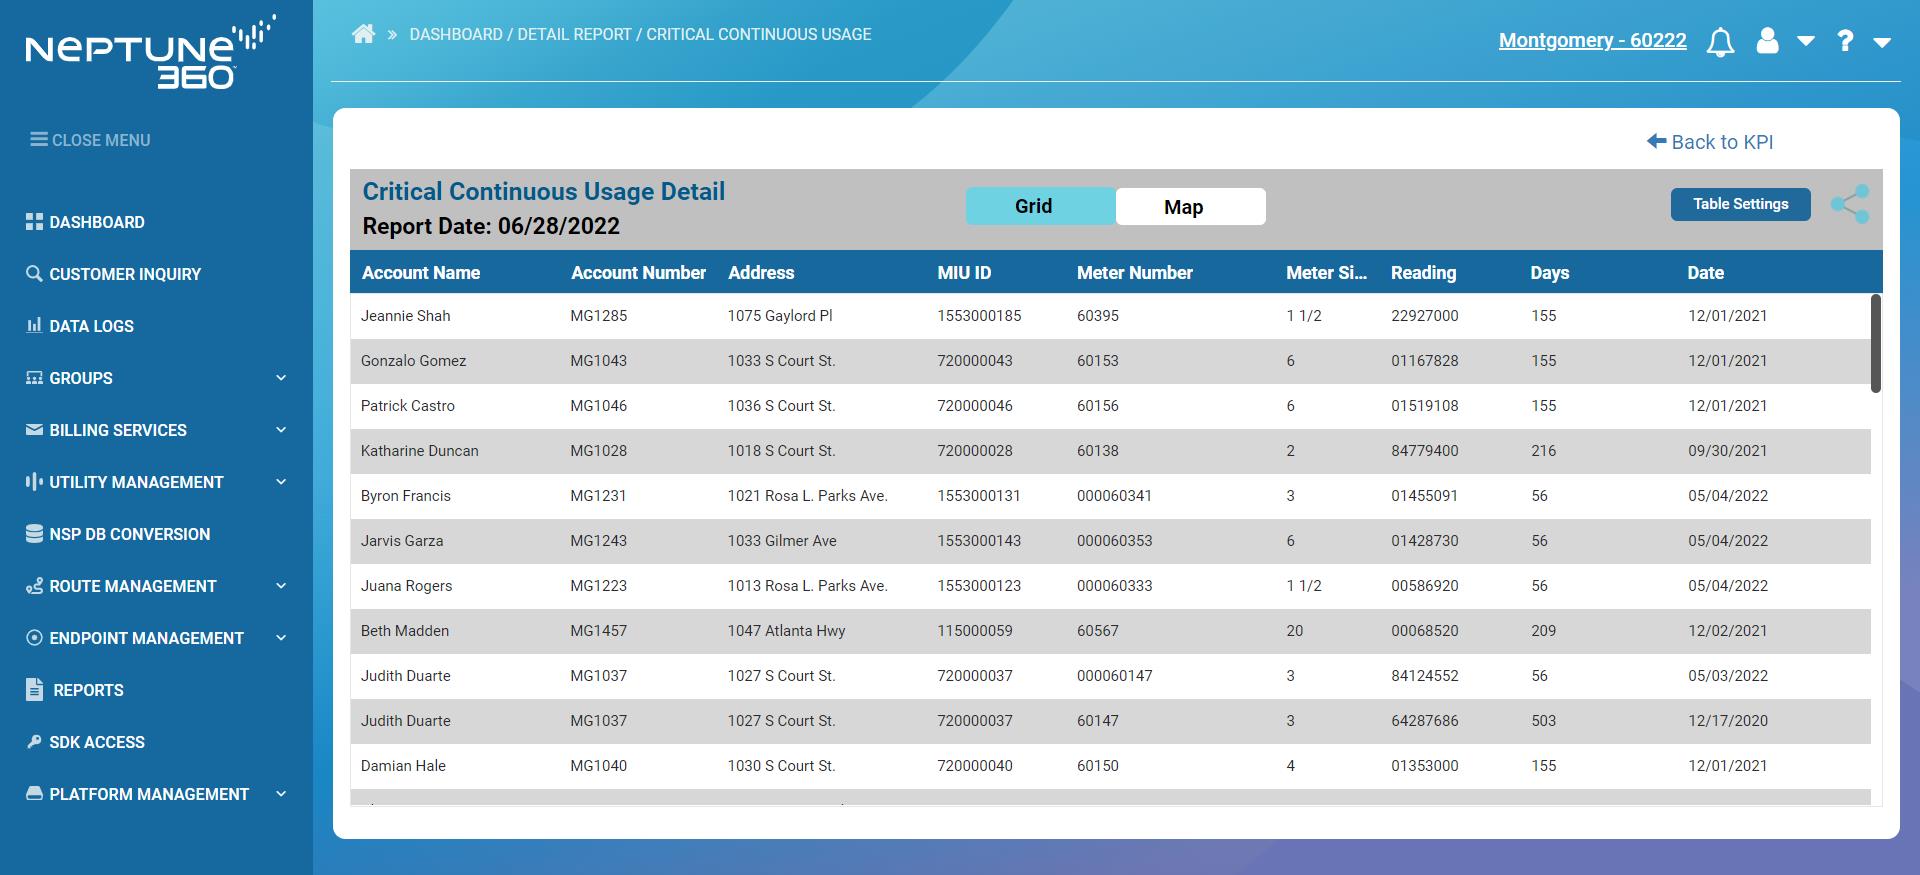 NEPTUNE
360
CLOSE MENU
DASHBOARD
CUSTOMER INQUIRY
DATA LOGS
GROUPS
BILLING SERVICES
UTILITY MANAGEMENT
NSP DB CONVERSION
ROUTE MANAGEMENT
ENDPOINT MANAGEMENT
REPORTS
SDK ACCESS
PLATFORM MANAGEMENT
» DASHBOARD / DETAIL REPORT / CRITICAL CONTINUOUS USAGE
Montgomery - 60222 ?
Back to KPI
Critical Continuous Usage Detail
Report Date: 06/28/2022
Grid Map
Table Settings
Account Name Account Number Address MIU ID Meter Number Meter Si... Reading Days Date
Jeannie Shah MG1285 1075 Gaylord Pl 1553000185 60395 1 1/2 22927000 155 12/01/2021
Gonzalo Gomez MG1043 1033 S Court St. 720000043 60153 6 01167828 155 12/01/2021
Patrick Castro MG1046 1036 S Court St. 720000046 60156 6 01519108 155 12/01/2021
Katharine Duncan MG1028 1018 S Court St. 720000028 60138 2 84779400 216 09/30/2021
Byron Francis MG1231 1021 Rosa L. Parks Ave. 1553000131 000060341 3 01455091 56 05/04/2022
Jarvis Garza MG1243 1033 Gilmer Ave 1553000143 000060353 6 01428730 56 05/04/2022
Juana Rogers MG1223 1013 Rosa L. Parks Ave. 1553000123 000060333 1 1/2 00586920 56 05/04/2022
Beth Madden MG1457 1047 Atlanta Hwy 115000059 60567 20 00068520 209 12/02/2021
Judith Duarte MG1037 1027 S Court St. 720000037 000060147 3 84124552 56 05/03/2022
Judith Duarte MG1037 1027 S Court St. 720000037 60147 3 64287686 503 12/17/2020
Damian Hale MG1040 1030 S Court St. 720000040 60150 4 01353000 155 12/01/2021